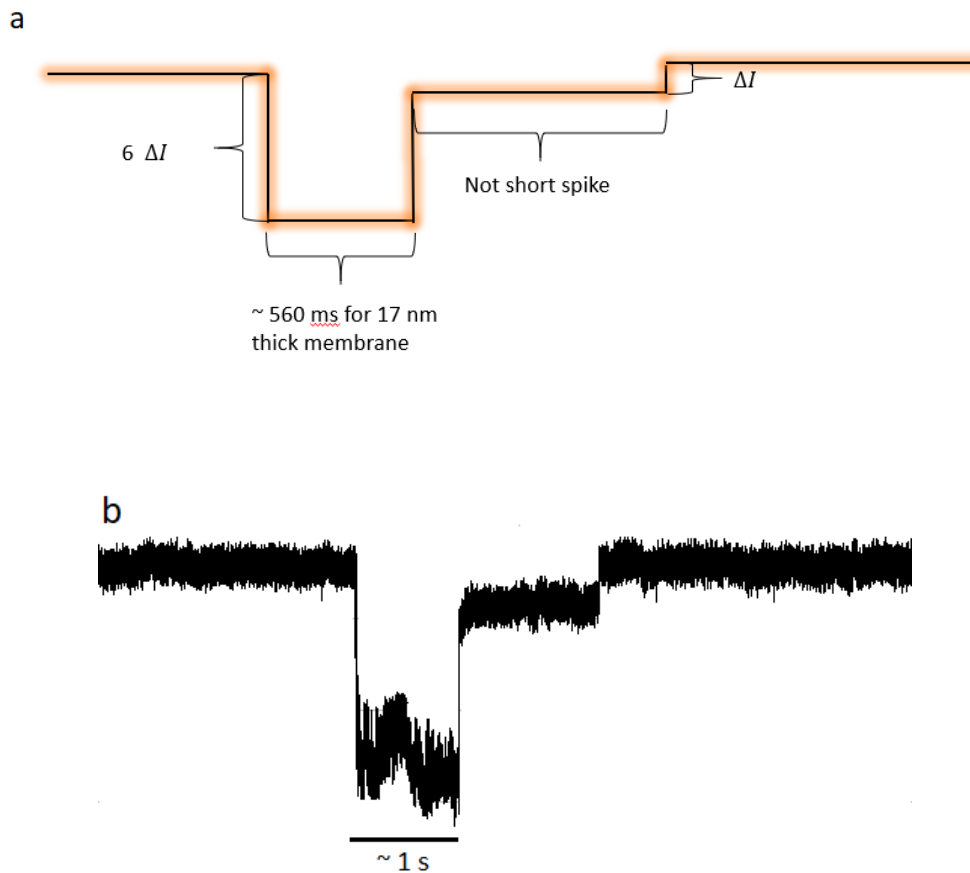 a
6 ΔI
ΔI
Not short spike
~ 560 ms for 17 nm
thick membrane
b
~ 1 s